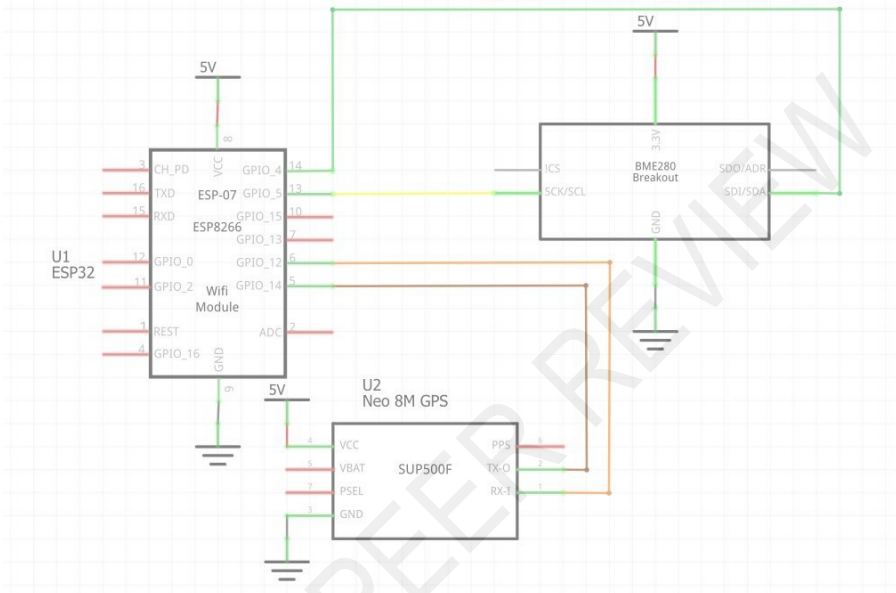 5V
5V
8
VCC
3 CH_PD
GPIO_4 14
16 TXD
ESP-07
GPIO_5 13
15 RXD
GPIO_15 10
ESP8266
GPIO_13 7
U1
ESP32
12 GPIO_0
GPIO_12 6
11 GPIO_2
GPIO_14 5
Wifi
Module
1 REST
ADC 2
4 GPIO_16
GND
9
3.3V
BME280
Breakout
ICS
SDO/ADR
SCK/SCL
SDI/SDA
GND
5V
U2
Neo 8M GPS
4 VCC
PPS 6
5 VBAT
SUP500F
TX-O 2
7 PSEL
RX-I 1
3 GND
PEER REVIEW